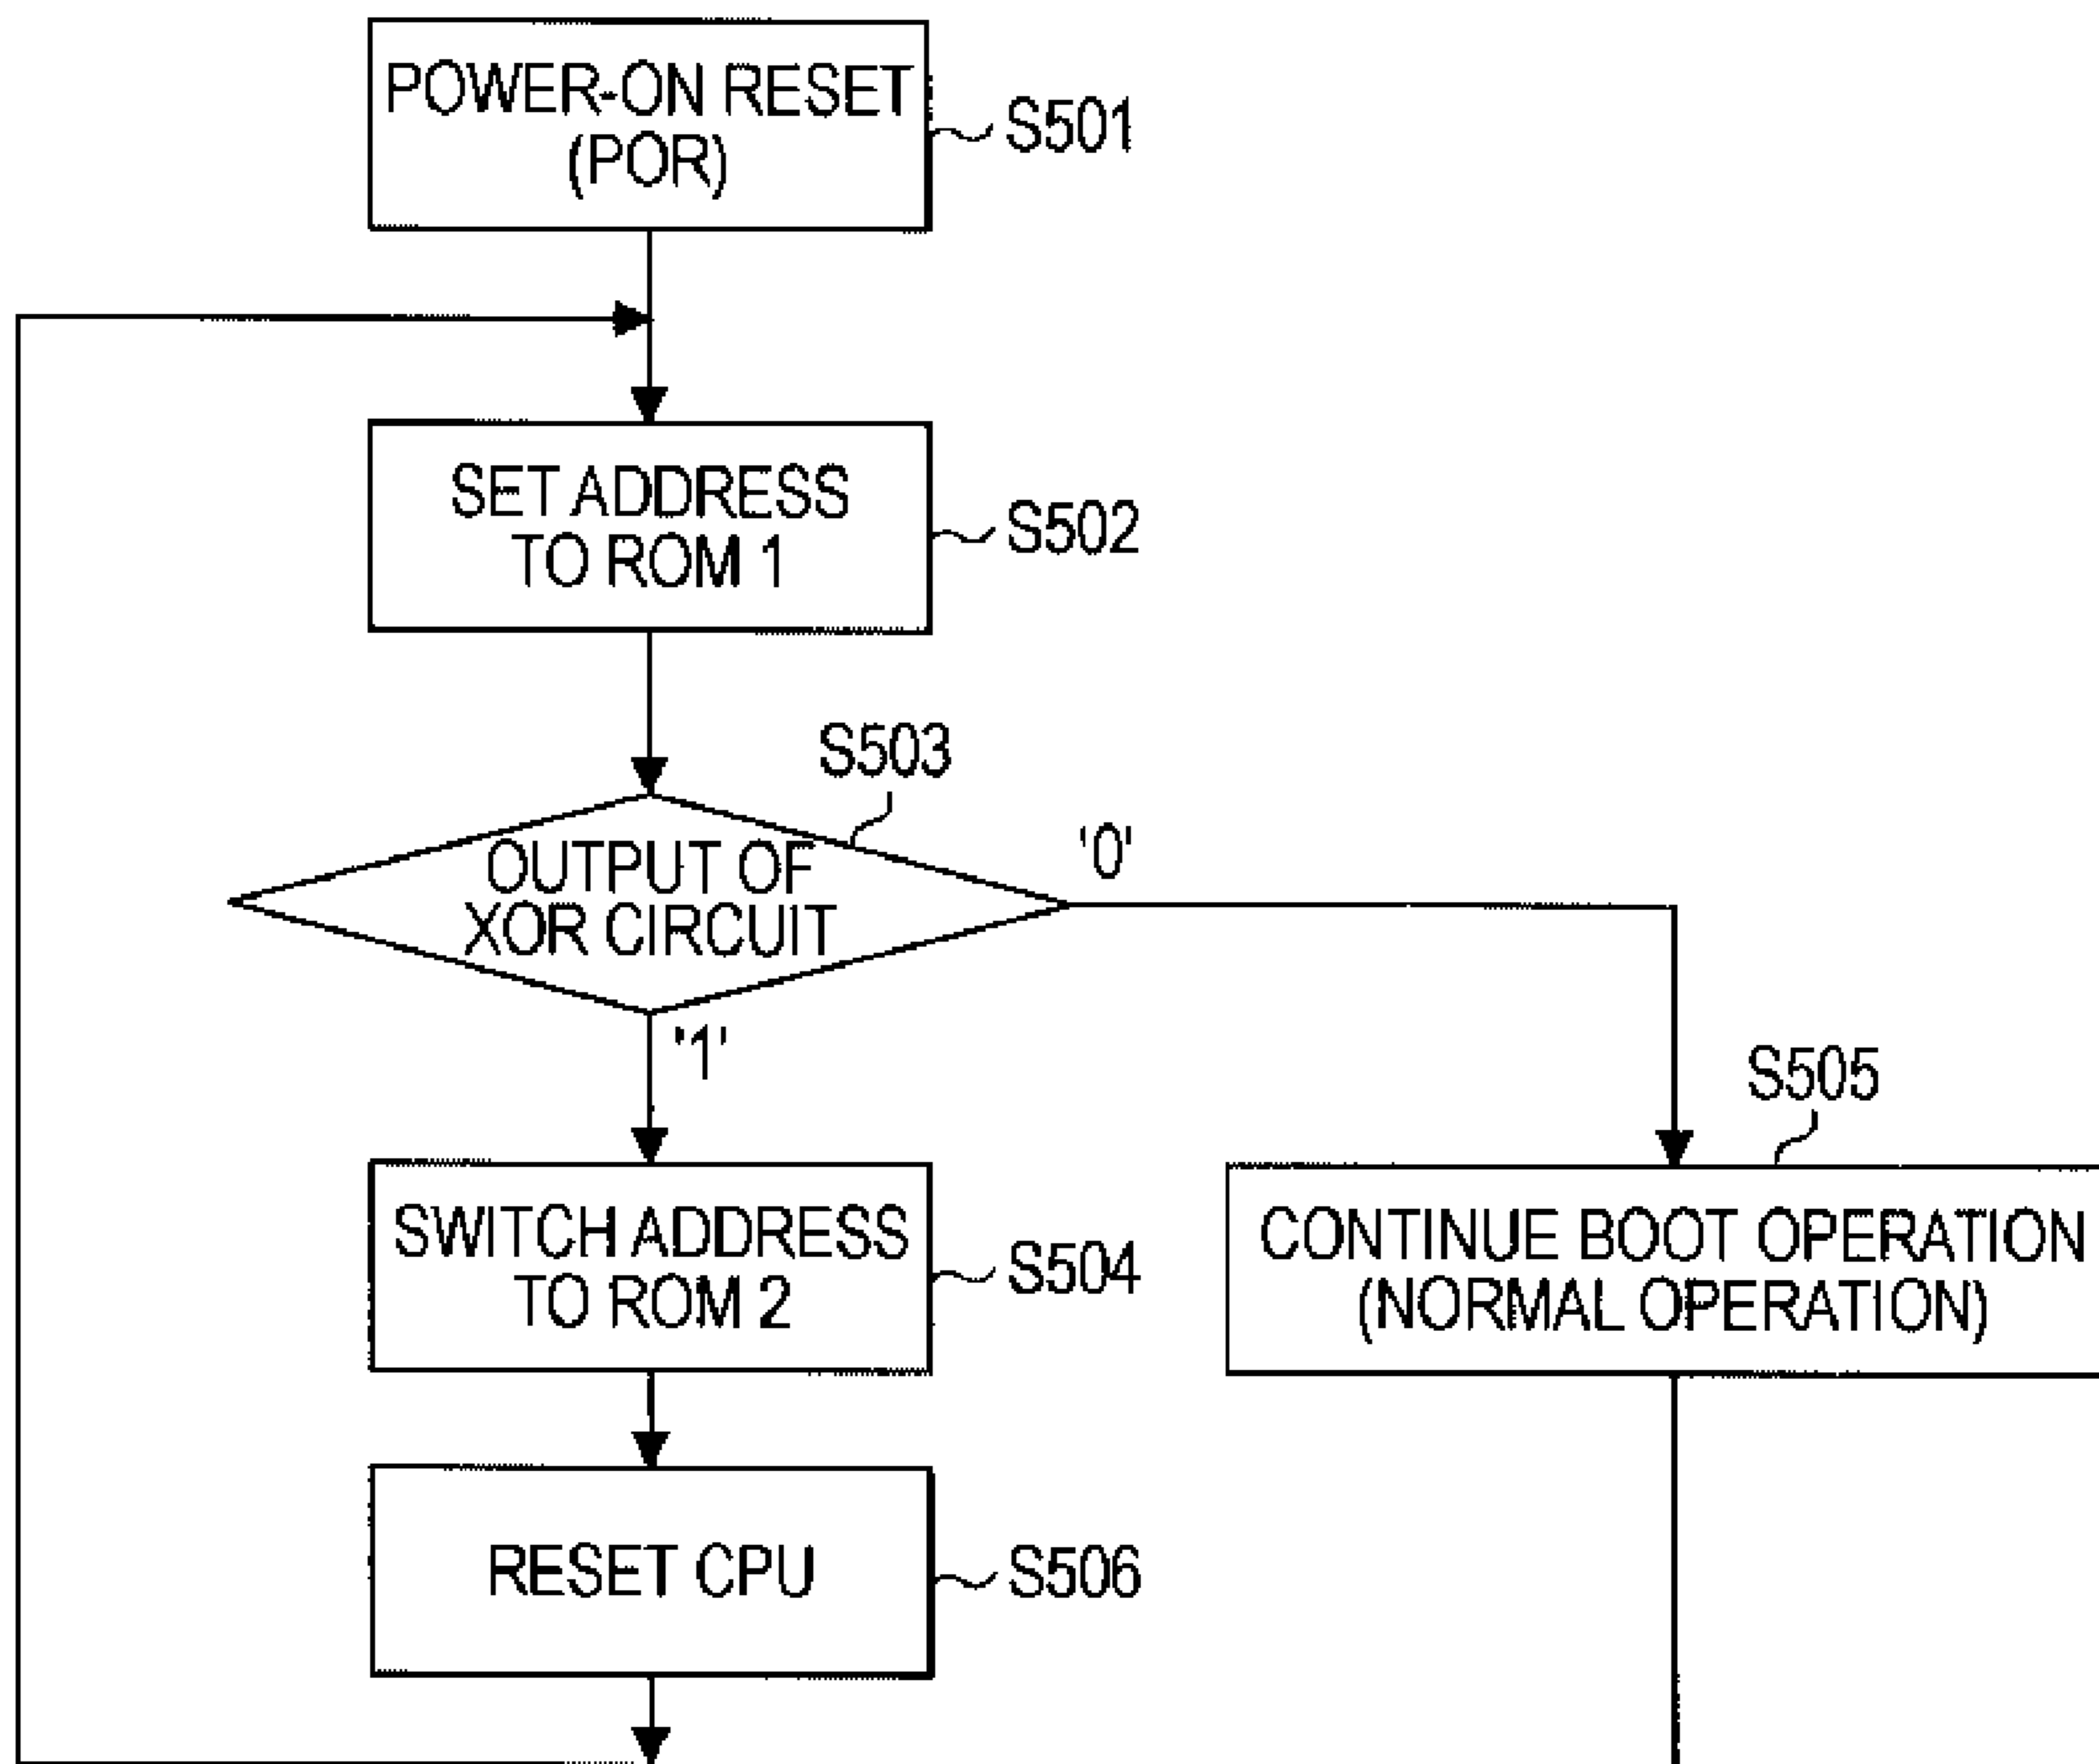 POWER-ON RESET
(POR)
S501
SET ADDRESS
TO ROM 1
S502
S503
OUTPUT OF
XOR CIRCUIT
'0'
'1'
SWITCH ADDRESS
TO ROM 2
S504
S505
CONTINUE BOOT OPERATION
(NORMAL OPERATION)
RESET CPU
S506